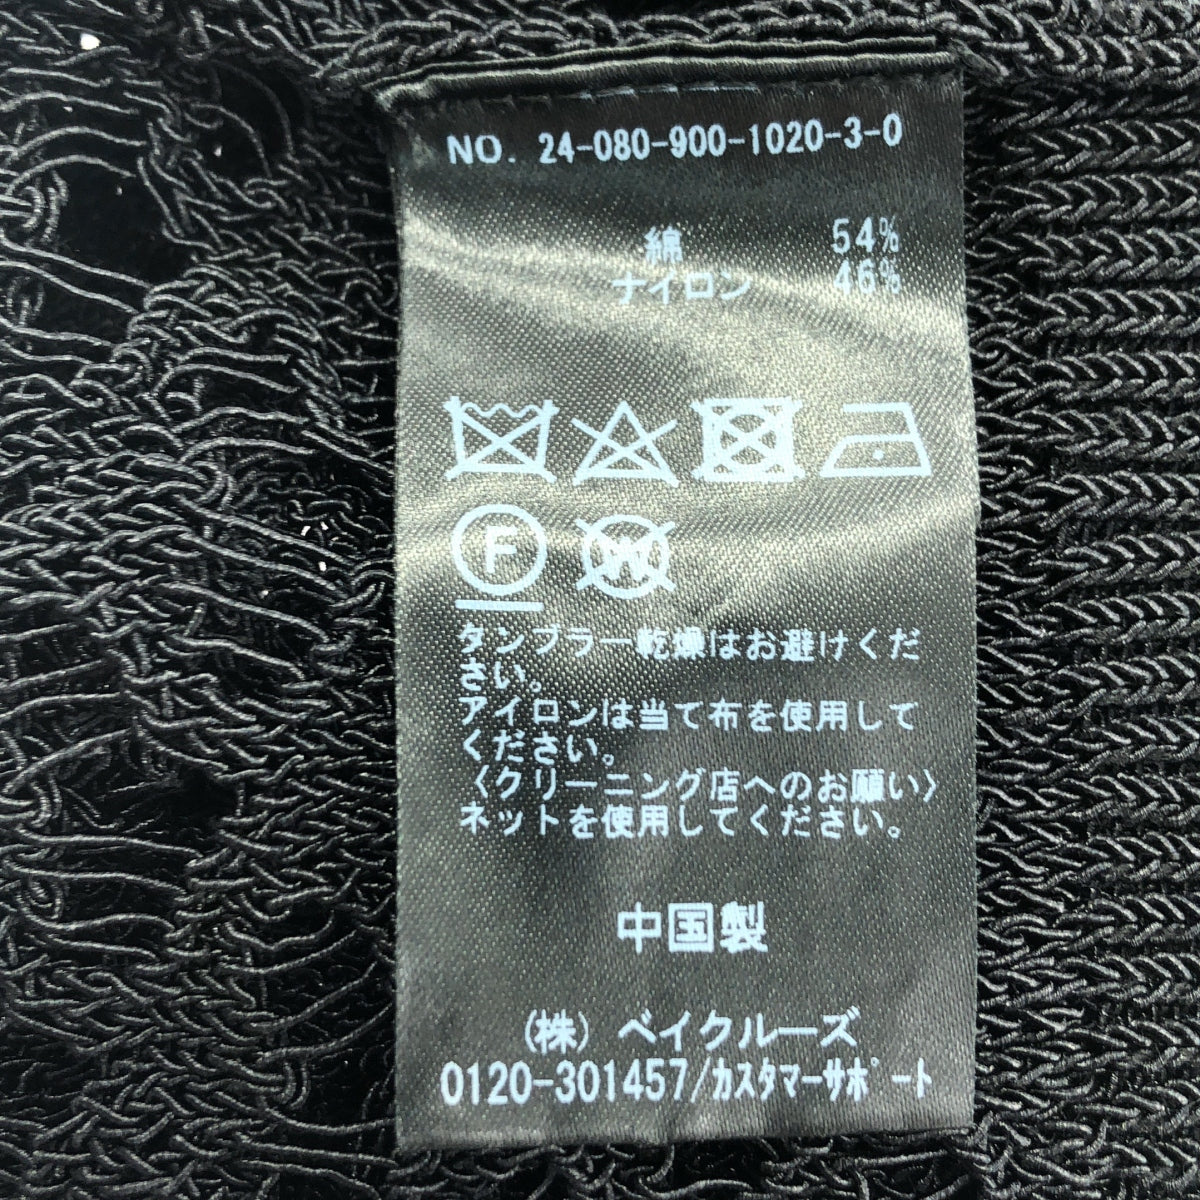 NO. 24-080-900-1020-3-0
綿 54%
ナイロン 46%
F
W
タンブラー乾燥はお避けくだ
さい。
アイロンは当て布を使用して
ください。
〈クリーニング店へのお願い〉
ネットを使用してください。
中国製
(株) ベイクルーズ
0120-301457/カスタマーサポート